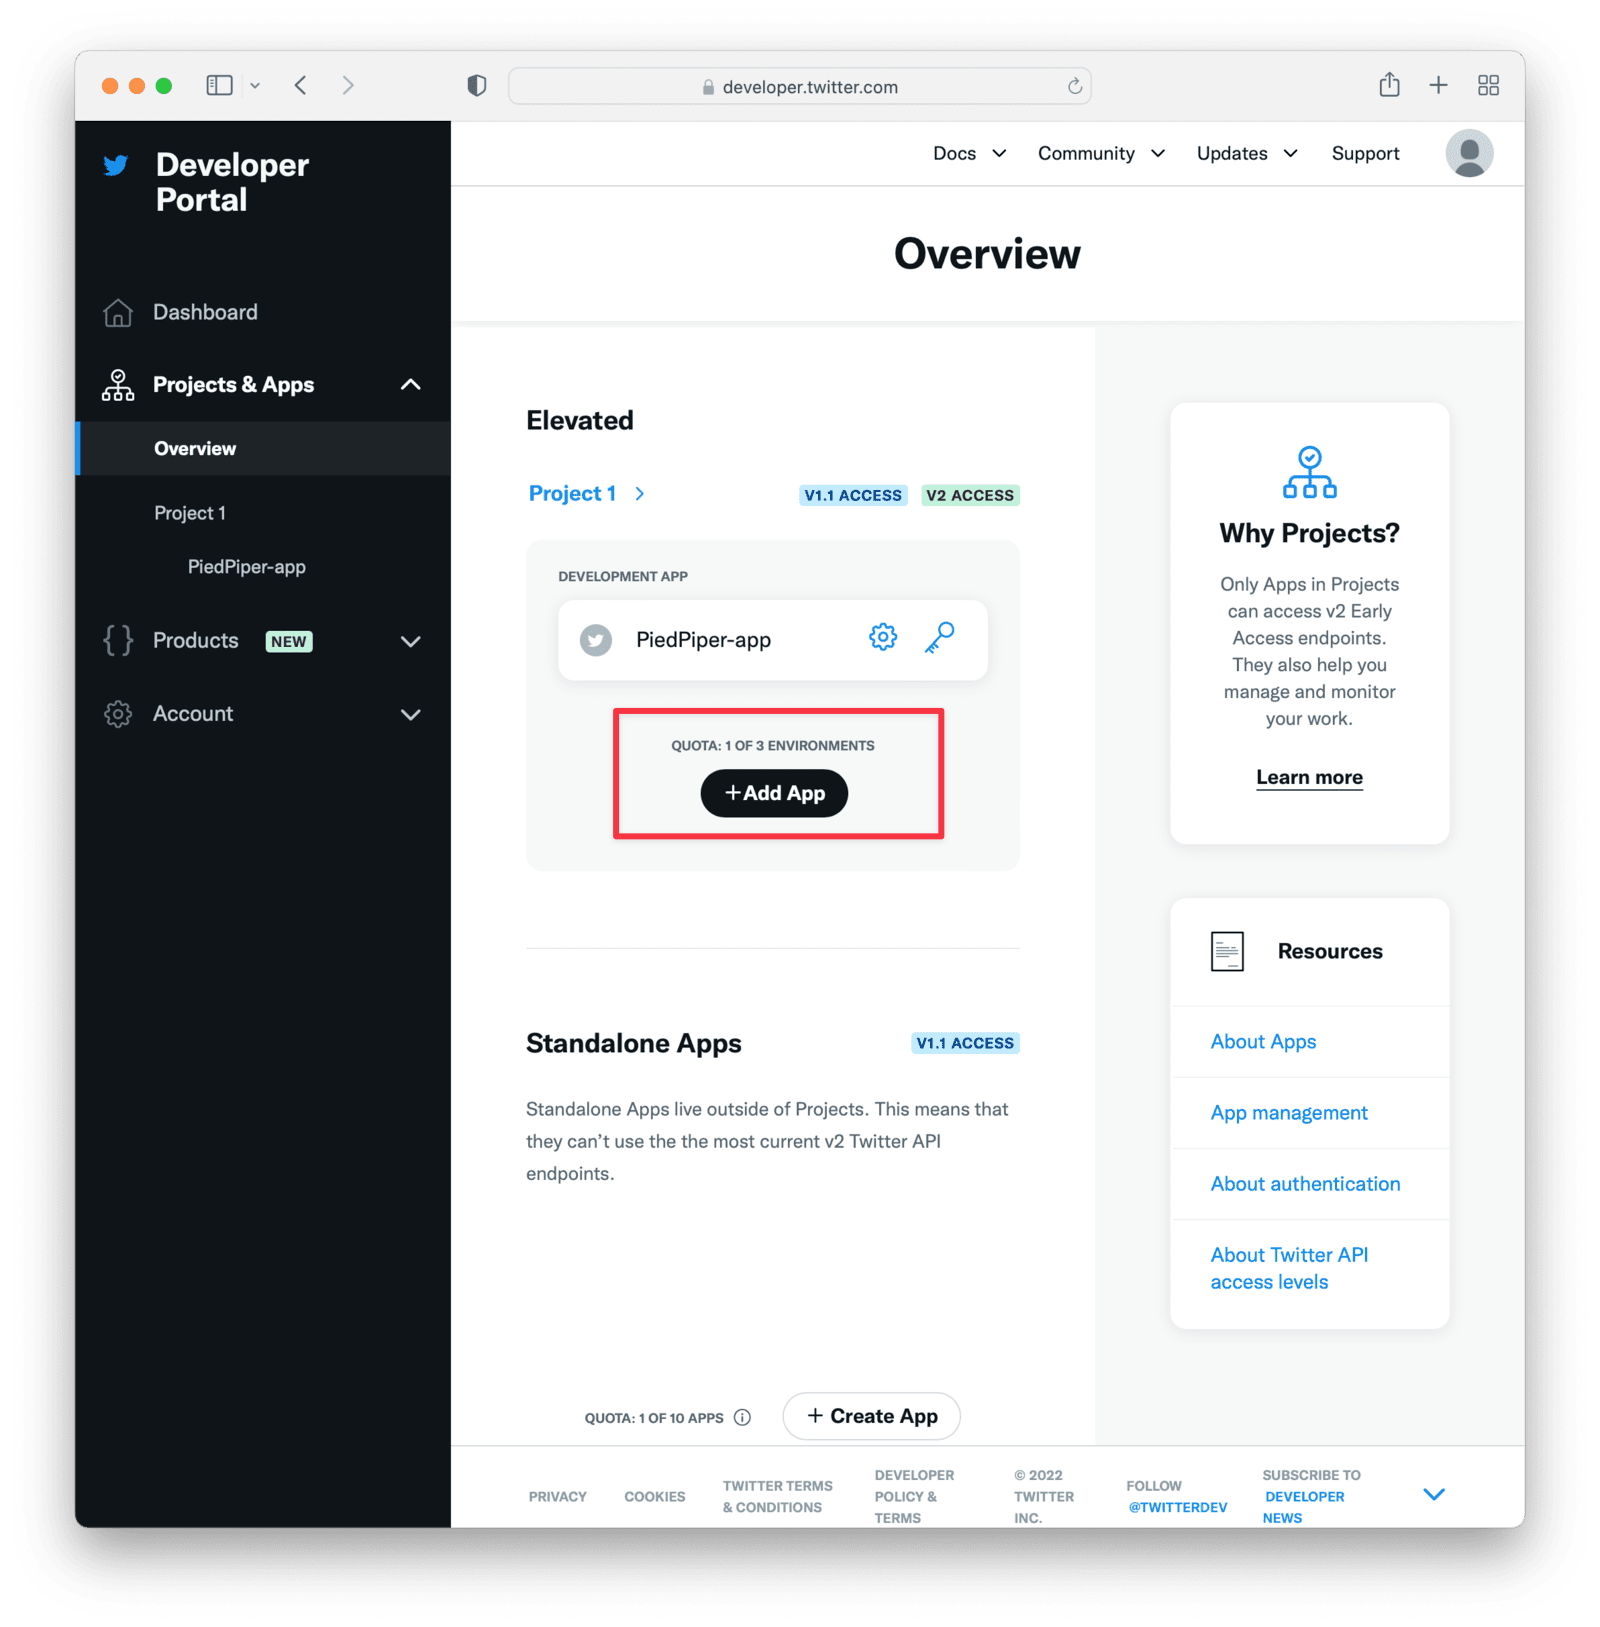 developer.twitter.com
Developer
Portal
Docs
Community
Updates
Support
Dashboard
Projects & Apps
Overview
Project 1
PiedPiper-app
Products
NEW
Account
Overview
Elevated
Project 1
V1.1 ACCESS
V2 ACCESS
DEVELOPMENT APP
PiedPiper-app
QUOTA: 1 OF 3 ENVIRONMENTS
+Add App
Standalone Apps
V1.1 ACCESS
Standalone Apps live outside of Projects. This means that
they can’t use the the most current v2 Twitter API
endpoints.
QUOTA: 1 OF 10 APPS
+ Create App
Why Projects?
Only Apps in Projects
can access v2 Early
Access endpoints.
They also help you
manage and monitor
your work.
Learn more
Resources
About Apps
App management
About authentication
About Twitter API
access levels
PRIVACY
COOKIES
TWITTER TERMS
& CONDITIONS
DEVELOPER
POLICY &
TERMS
© 2022
TWITTER
INC.
FOLLOW
@TWITTERDEV
SUBSCRIBE TO
DEVELOPER
NEWS